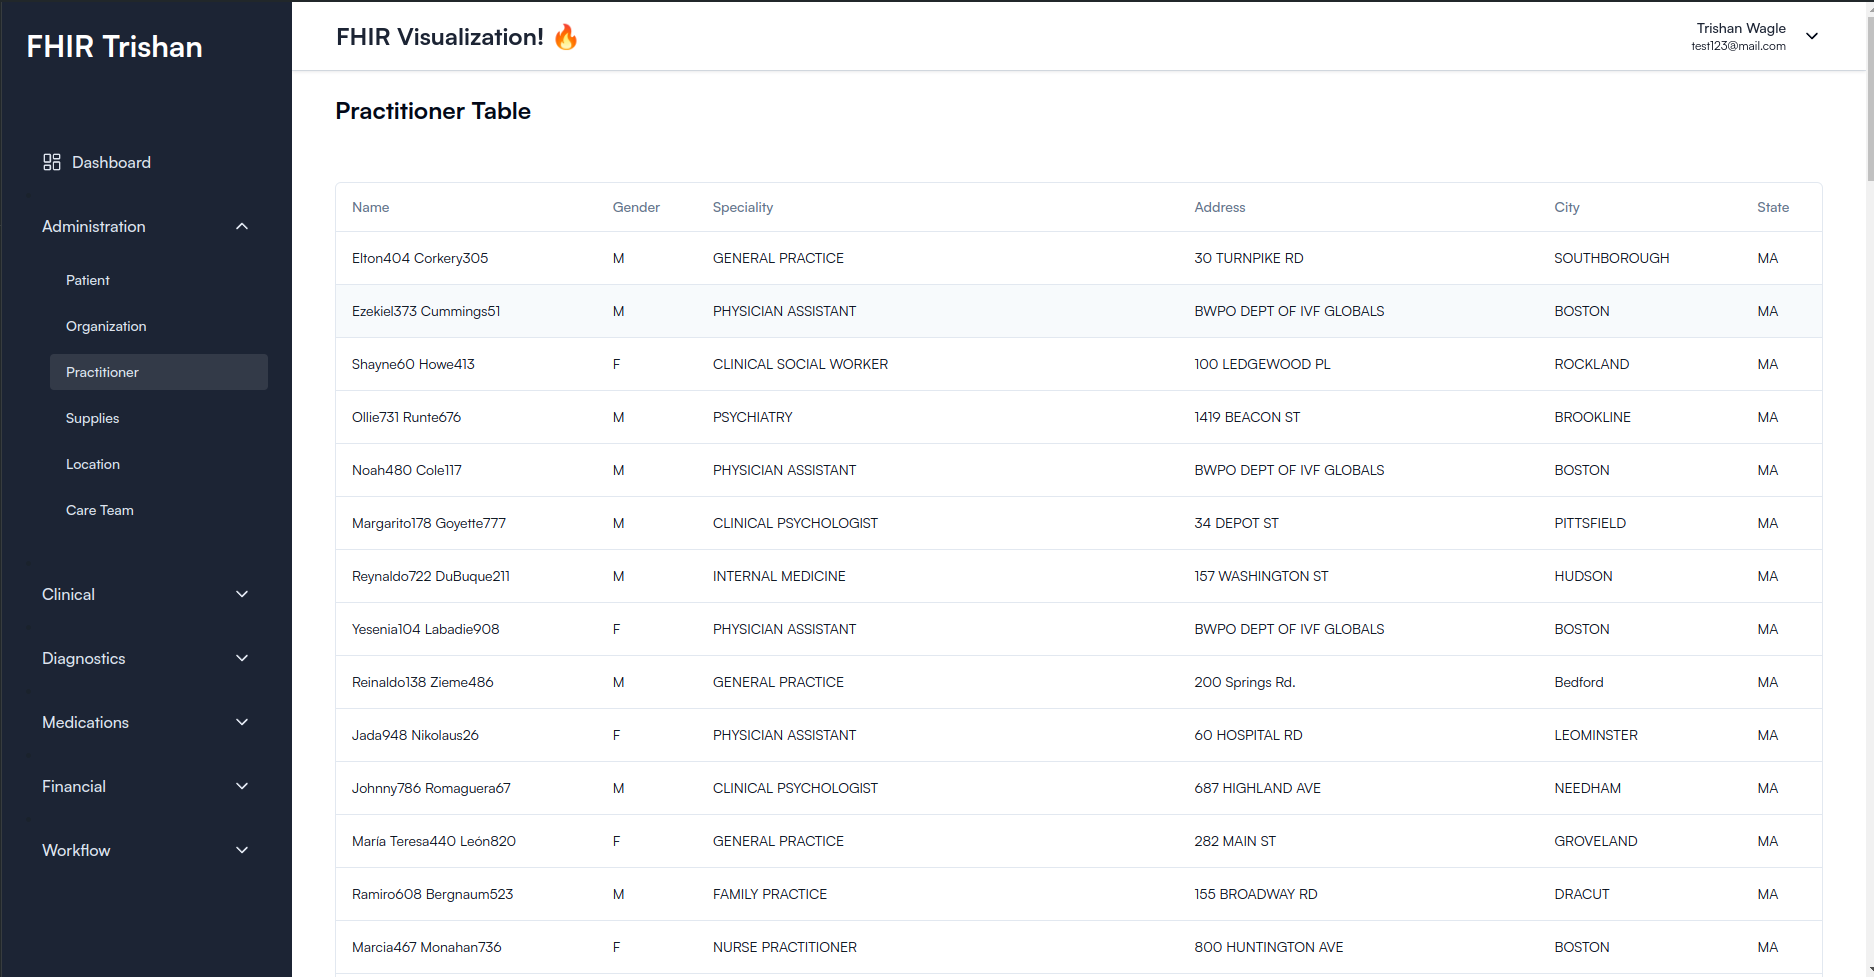 FHIR Trishan
Dashboard
Administration
Patient
Organization
Practitioner
Supplies
Location
Care Team
Clinical
Diagnostics
Medications
Financial
Workflow
FHIR Visualization! 🔥
Trishan Wagle
test123@mail.com
Practitioner Table
Name Gender Speciality Address City State
Elton404 Corkery305 M GENERAL PRACTICE 30 TURNPIKE RD SOUTHBOROUGH MA
Ezekiel373 Cummings51 M PHYSICIAN ASSISTANT BWPO DEPT OF IVF GLOBALS BOSTON MA
Shayne60 Howe413 F CLINICAL SOCIAL WORKER 100 LEDGEWOOD PL ROCKLAND MA
Ollie731 Runte676 M PSYCHIATRY 1419 BEACON ST BROOKLINE MA
Noah480 Cole117 M PHYSICIAN ASSISTANT BWPO DEPT OF IVF GLOBALS BOSTON MA
Margarito178 Goyette777 M CLINICAL PSYCHOLOGIST 34 DEPOT ST PITTSFIELD MA
Reynaldo722 DuBuque211 M INTERNAL MEDICINE 157 WASHINGTON ST HUDSON MA
Yesenia104 Labadie908 F PHYSICIAN ASSISTANT BWPO DEPT OF IVF GLOBALS BOSTON MA
Reinaldo138 Zieme486 M GENERAL PRACTICE 200 Springs Rd. Bedford MA
Jada948 Nikolaus26 F PHYSICIAN ASSISTANT 60 HOSPITAL RD LEOMINSTER MA
Johnny786 Romaguera67 M CLINICAL PSYCHOLOGIST 687 HIGHLAND AVE NEEDHAM MA
María Teresa440 León820 F GENERAL PRACTICE 282 MAIN ST GROVELAND MA
Ramiro608 Bergnaum523 M FAMILY PRACTICE 155 BROADWAY RD DRACUT MA
Marcia467 Monahan736 F NURSE PRACTITIONER 800 HUNTINGTON AVE BOSTON MA